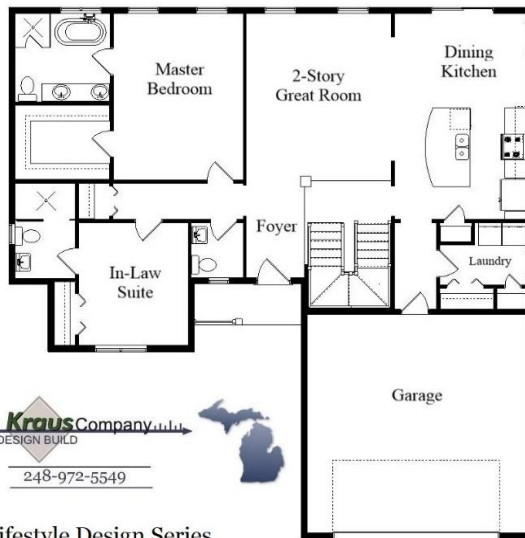 Master
Bedroom
2-Story
Great Room
Dining
Kitchen
Foyer
In-Law
Suite
Laundry
Garage
Kraus Company
DESIGN BUILD
248-972-5549
ifestyle Design Series